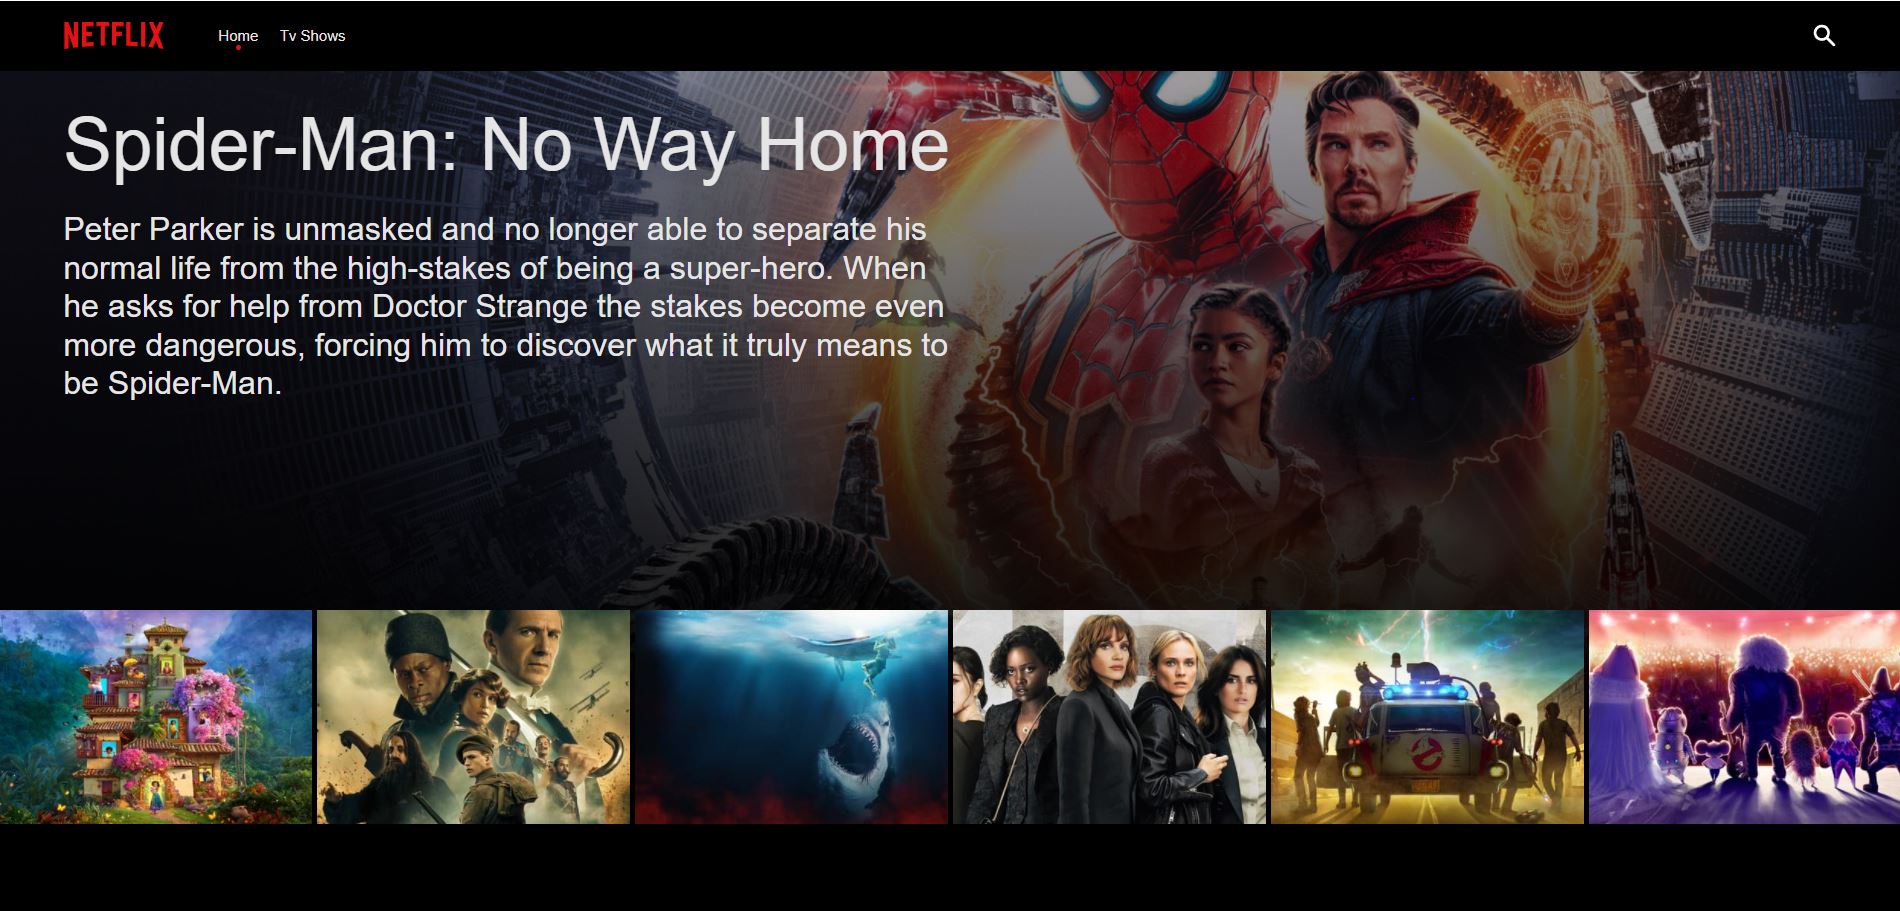 NETFLIX
Home
Tv Shows
Spider-Man: No Way Home
Peter Parker is unmasked and no longer able to separate his
normal life from the high-stakes of being a super-hero. When
he asks for help from Doctor Strange the stakes become even
more dangerous, forcing him to discover what it truly means to
be Spider-Man.